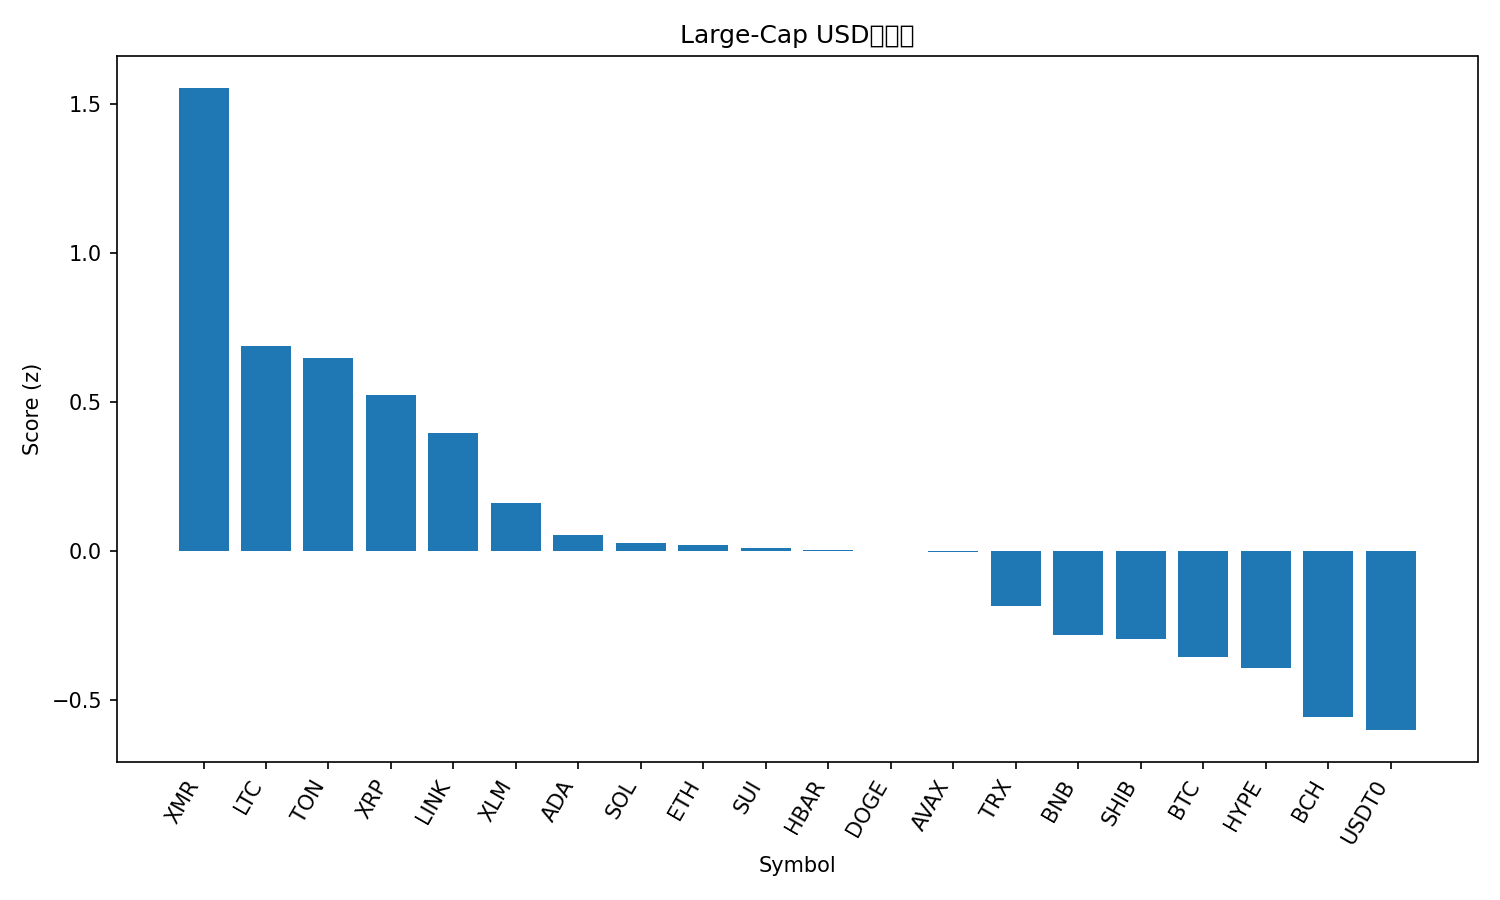 Large-Cap USD
1.5
1.0
0.5
0.0
−0.5
Score (z)
XMR
LTC
TON
XRP
LINK
XLM
ADA
SOL
ETH
SUI
HBAR
DOGE
AVAX
TRX
BNB
SHIB
BTC
HYPE
BCH
USDT0
Symbol